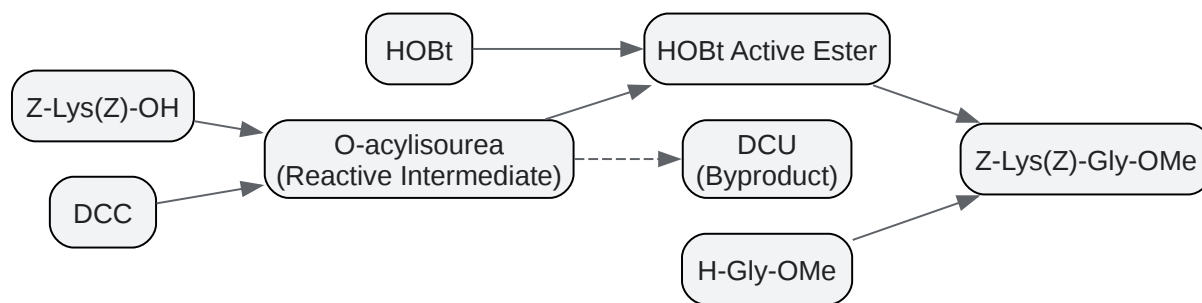 HOBt
HOBt Active Ester
Z-Lys(Z)-OH
O-acylisourea
(Reactive Intermediate)
DCU
(Byproduct)
Z-Lys(Z)-Gly-OMe
DCC
H-Gly-OMe